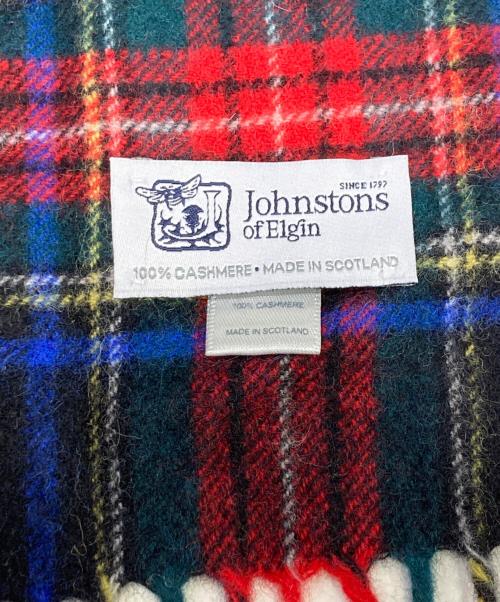 SINCE 1797
Johnstons
of Elgin
100% CASHMERE • MADE IN SCOTLAND
100% CASHMERE
MADE IN SCOTLAND